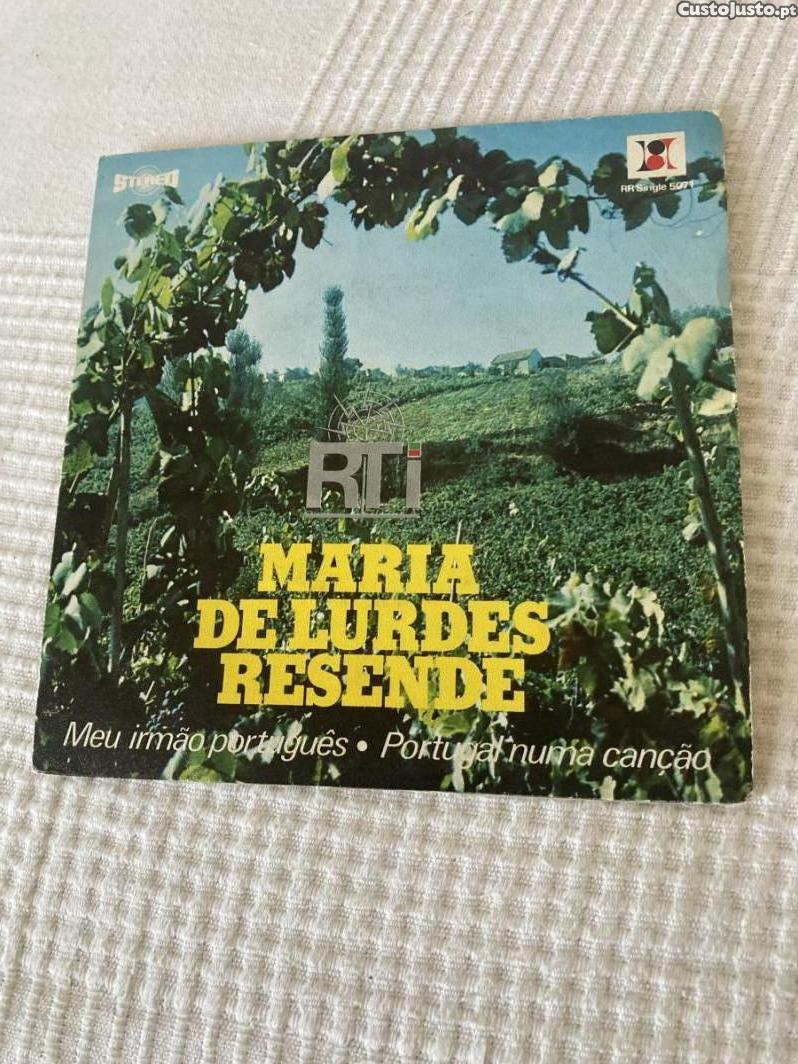 CustoJusto.pt
STEREO
RR Single 5071
RTi
MARIA
DE LURDES
RESENDE
Meu irmão português • Portugal numa canção